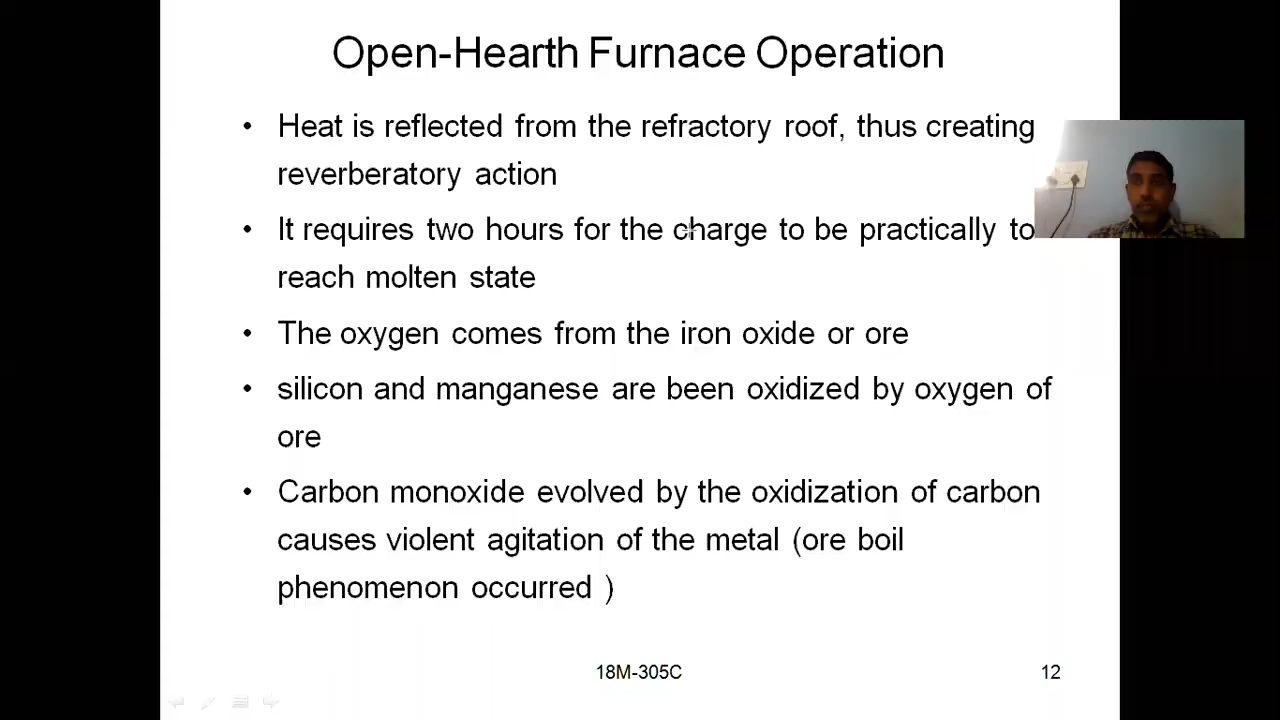 Open-Hearth Furnace Operation
• Heat is reflected from the refractory roof, thus creating
reverberatory action
• It requires two hours for the charge to be practically to
reach molten state
• The oxygen comes from the iron oxide or ore
• silicon and manganese are been oxidized by oxygen of
ore
• Carbon monoxide evolved by the oxidization of carbon
causes violent agitation of the metal (ore boil
phenomenon occurred )
18M-305C
12